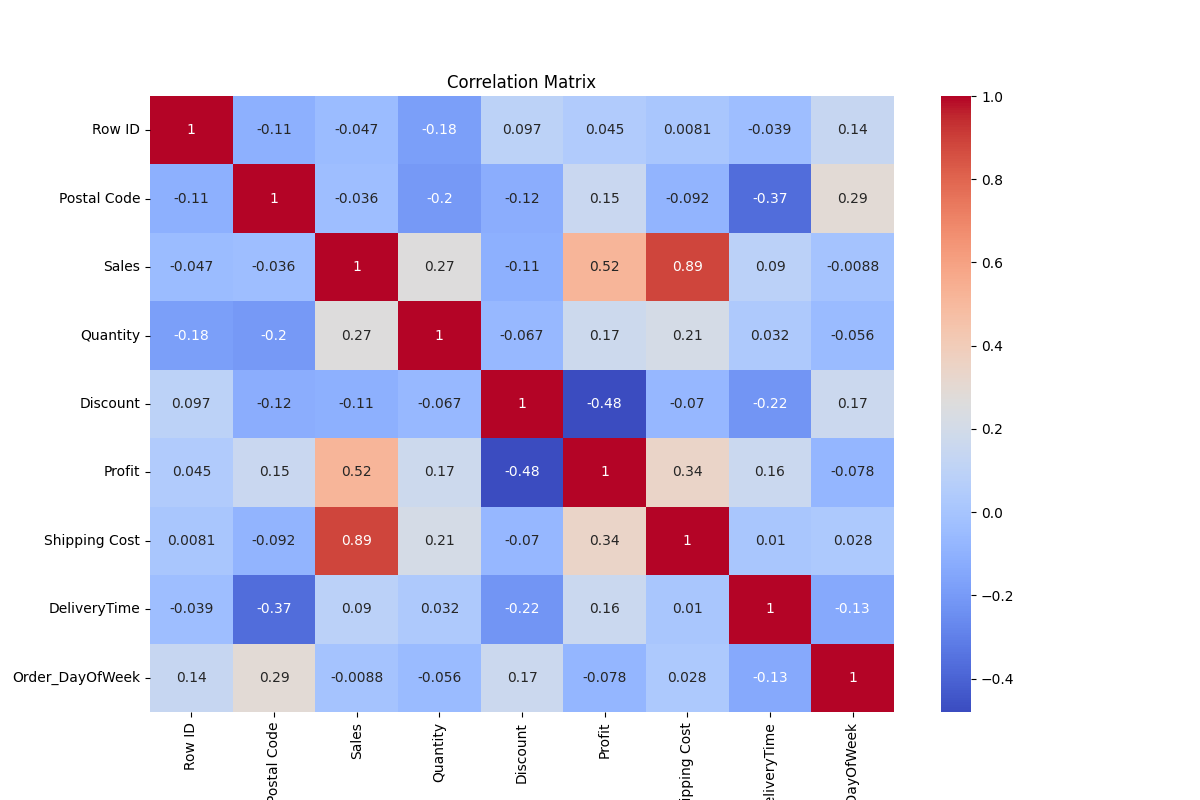 Correlation Matrix
Row ID 1 -0.11 -0.047 -0.18 0.097 0.045 0.0081 -0.039 0.14
Postal Code -0.11 1 -0.036 -0.2 -0.12 0.15 -0.092 -0.37 0.29
Sales -0.047 -0.036 1 0.27 -0.11 0.52 0.89 0.09 -0.0088
Quantity -0.18 -0.2 0.27 1 -0.067 0.17 0.21 0.032 -0.056
Discount 0.097 -0.12 -0.11 -0.067 1 -0.48 -0.07 -0.22 0.17
Profit 0.045 0.15 0.52 0.17 -0.48 1 0.34 0.16 -0.078
Shipping Cost 0.0081 -0.092 0.89 0.21 -0.07 0.34 1 0.01 0.028
DeliveryTime -0.039 -0.37 0.09 0.032 -0.22 0.16 0.01 1 -0.13
Order_DayOfWeek 0.14 0.29 -0.0088 -0.056 0.17 -0.078 0.028 -0.13 1
Row ID
Postal Code
Sales
Quantity
Discount
Profit
ipping Cost
eliveryTime
DayOfWeek
1.0
0.8
0.6
0.4
0.2
0.0
−0.2
−0.4